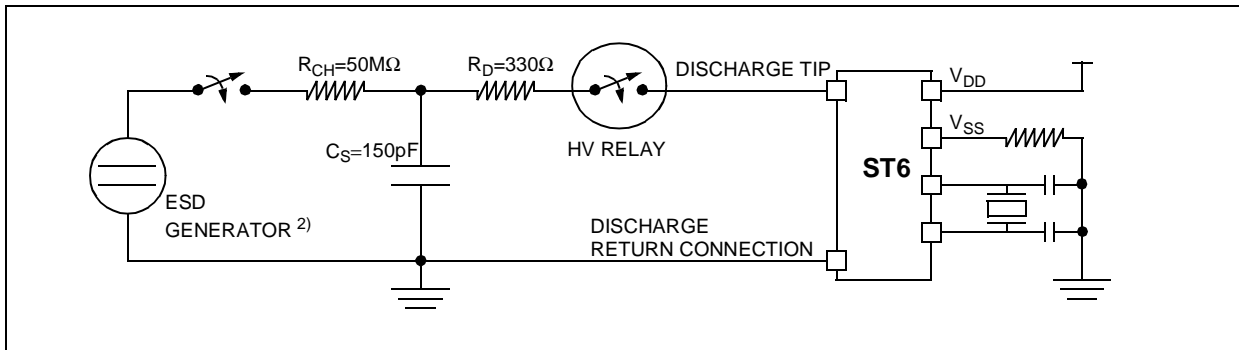 R_CH=50MΩ
R_D=330Ω
DISCHARGE TIP
V_DD
V_SS
C_S=150pF
HV RELAY
ST6
ESD
GENERATOR 2)
DISCHARGE
RETURN CONNECTION